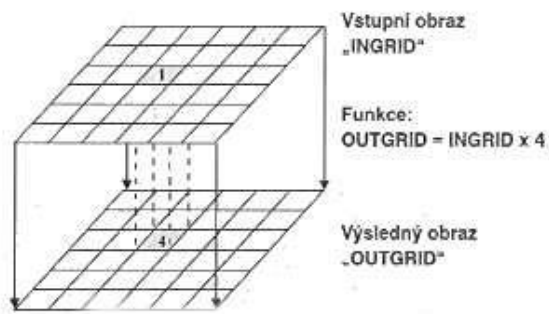 Vstupní obraz
„INGRID“
1
Funkce:
OUTGRID = INGRID x 4
Výsledný obraz
„OUTGRID“
4